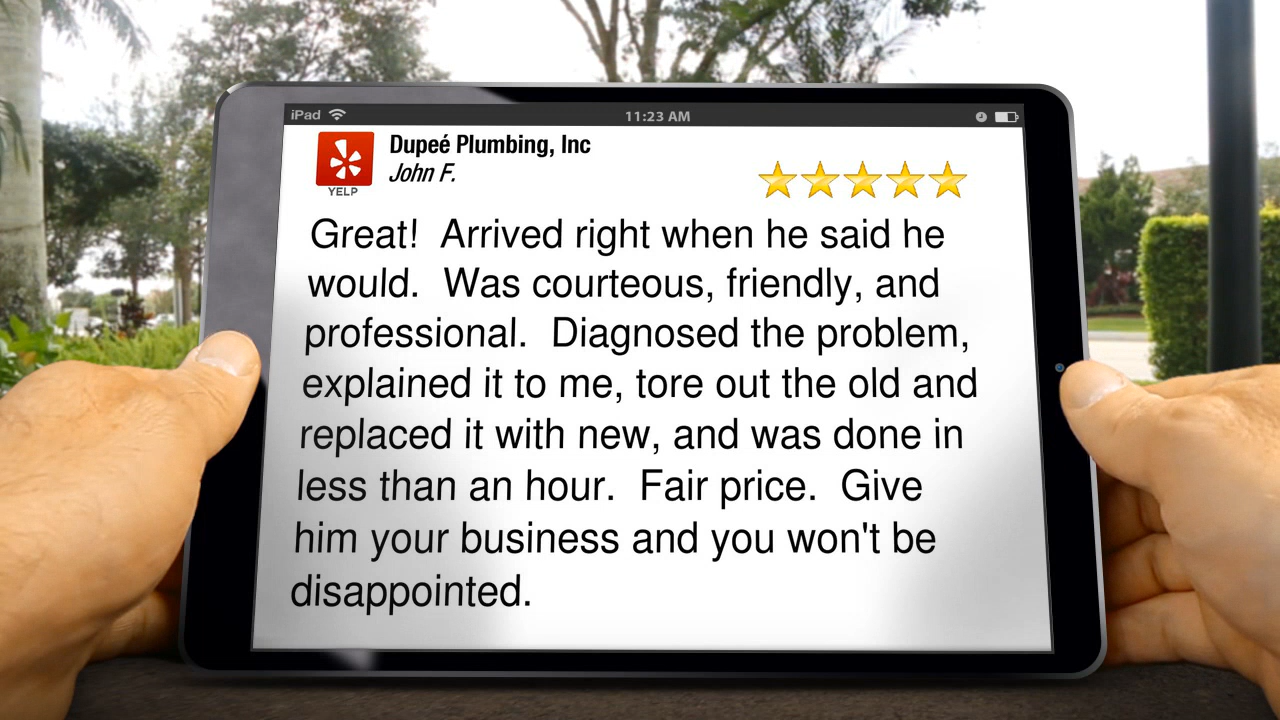 iPad 11:23 AM
Dupeé Plumbing, Inc
John F.
YELP
Great!  Arrived right when he said he
would.  Was courteous, friendly, and
professional.  Diagnosed the problem,
explained it to me, tore out the old and
replaced it with new, and was done in
less than an hour.  Fair price.  Give
him your business and you won't be
disappointed.